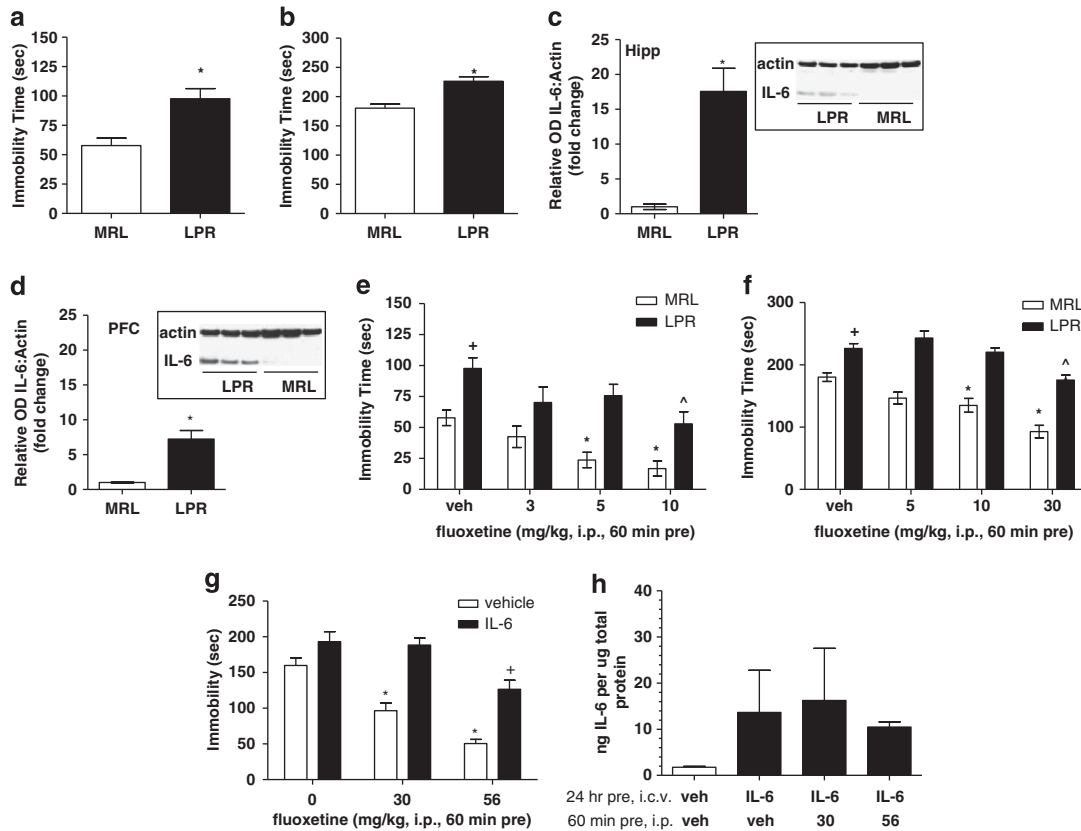 a
Immobility Time (sec)
150
125
100
75
50
25
0
*
MRL LPR
b
Immobility Time (sec)
300
250
200
150
100
50
0
*
MRL LPR
c
Relative OD IL-6:Actin
(fold change)
25
20
15
10
5
0
Hipp
*
MRL LPR
actin
IL-6
LPR MRL
d
Relative OD IL-6:Actin
(fold change)
25
22
20
15
10
5
0
PFC
*
MRL LPR
actin
IL-6
LPR MRL
e
Immobility Time (sec)
150
125
100
75
50
25
0
MRL
LPR
+
*
*
^
veh 3 5 10
fluoxetine (mg/kg, i.p., 60 min pre)
f
Immobility Time (sec)
300
200
100
0
MRL
LPR
+
*
*
^
veh 5 10 30
fluoxetine (mg/kg, i.p., 60 min pre)
g
Immobility (sec)
250
200
150
100
50
0
vehicle
IL-6
*
*
+
0 30 56
fluoxetine (mg/kg, i.p., 60 min pre)
h
ng IL-6 per ug total
protein
40
30
20
10
0
24 hr pre, i.c.v. veh IL-6 IL-6 IL-6
60 min pre, i.p. veh veh 30 56